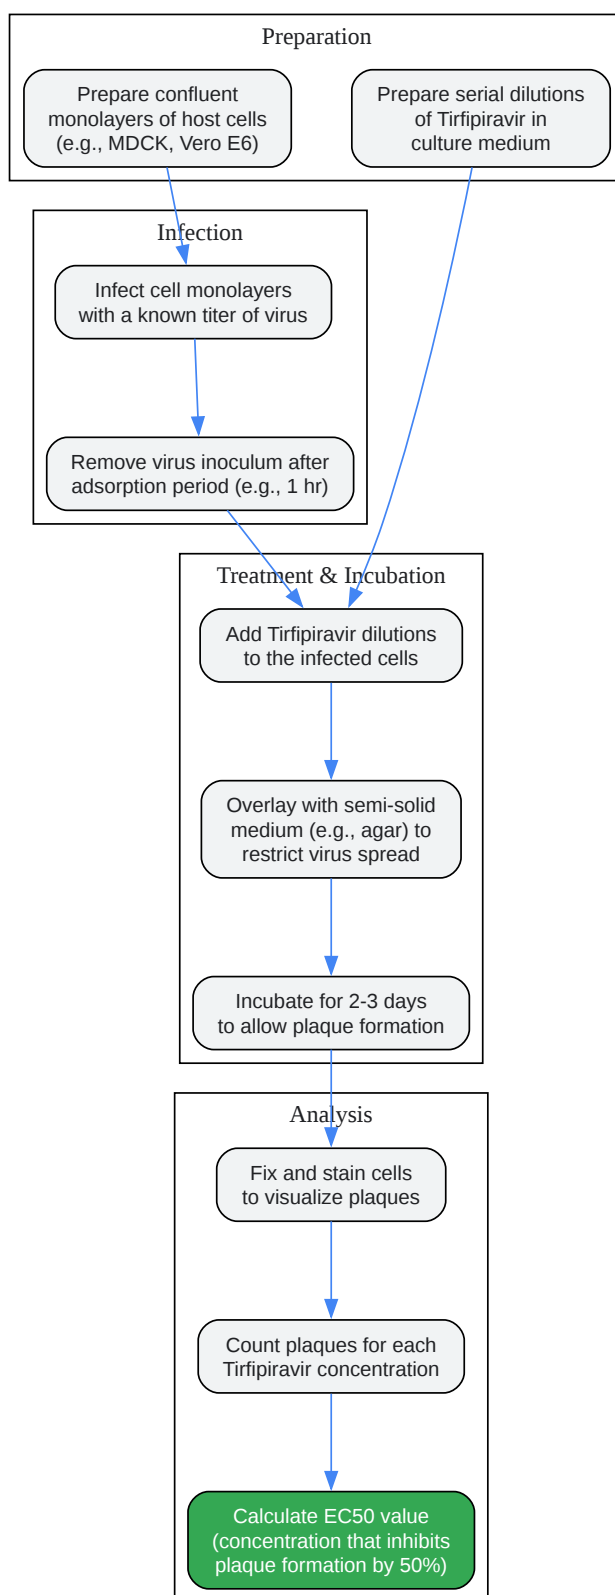 Preparation
Prepare confluent
monolayers of host cells
(e.g., MDCK, Vero E6)
Prepare serial dilutions
of Tirfipiravir in
culture medium
Infection
Infect cell monolayers
with a known titer of virus
Remove virus inoculum after
adsorption period (e.g., 1 hr)
Treatment & Incubation
Add Tirfipiravir dilutions
to the infected cells
Overlay with semi-solid
medium (e.g., agar) to
restrict virus spread
Incubate for 2-3 days
to allow plaque formation
Analysis
Fix and stain cells
to visualize plaques
Count plaques for each
Tirfipiravir concentration
Calculate EC50 value
(concentration that inhibits
plaque formation by 50%)